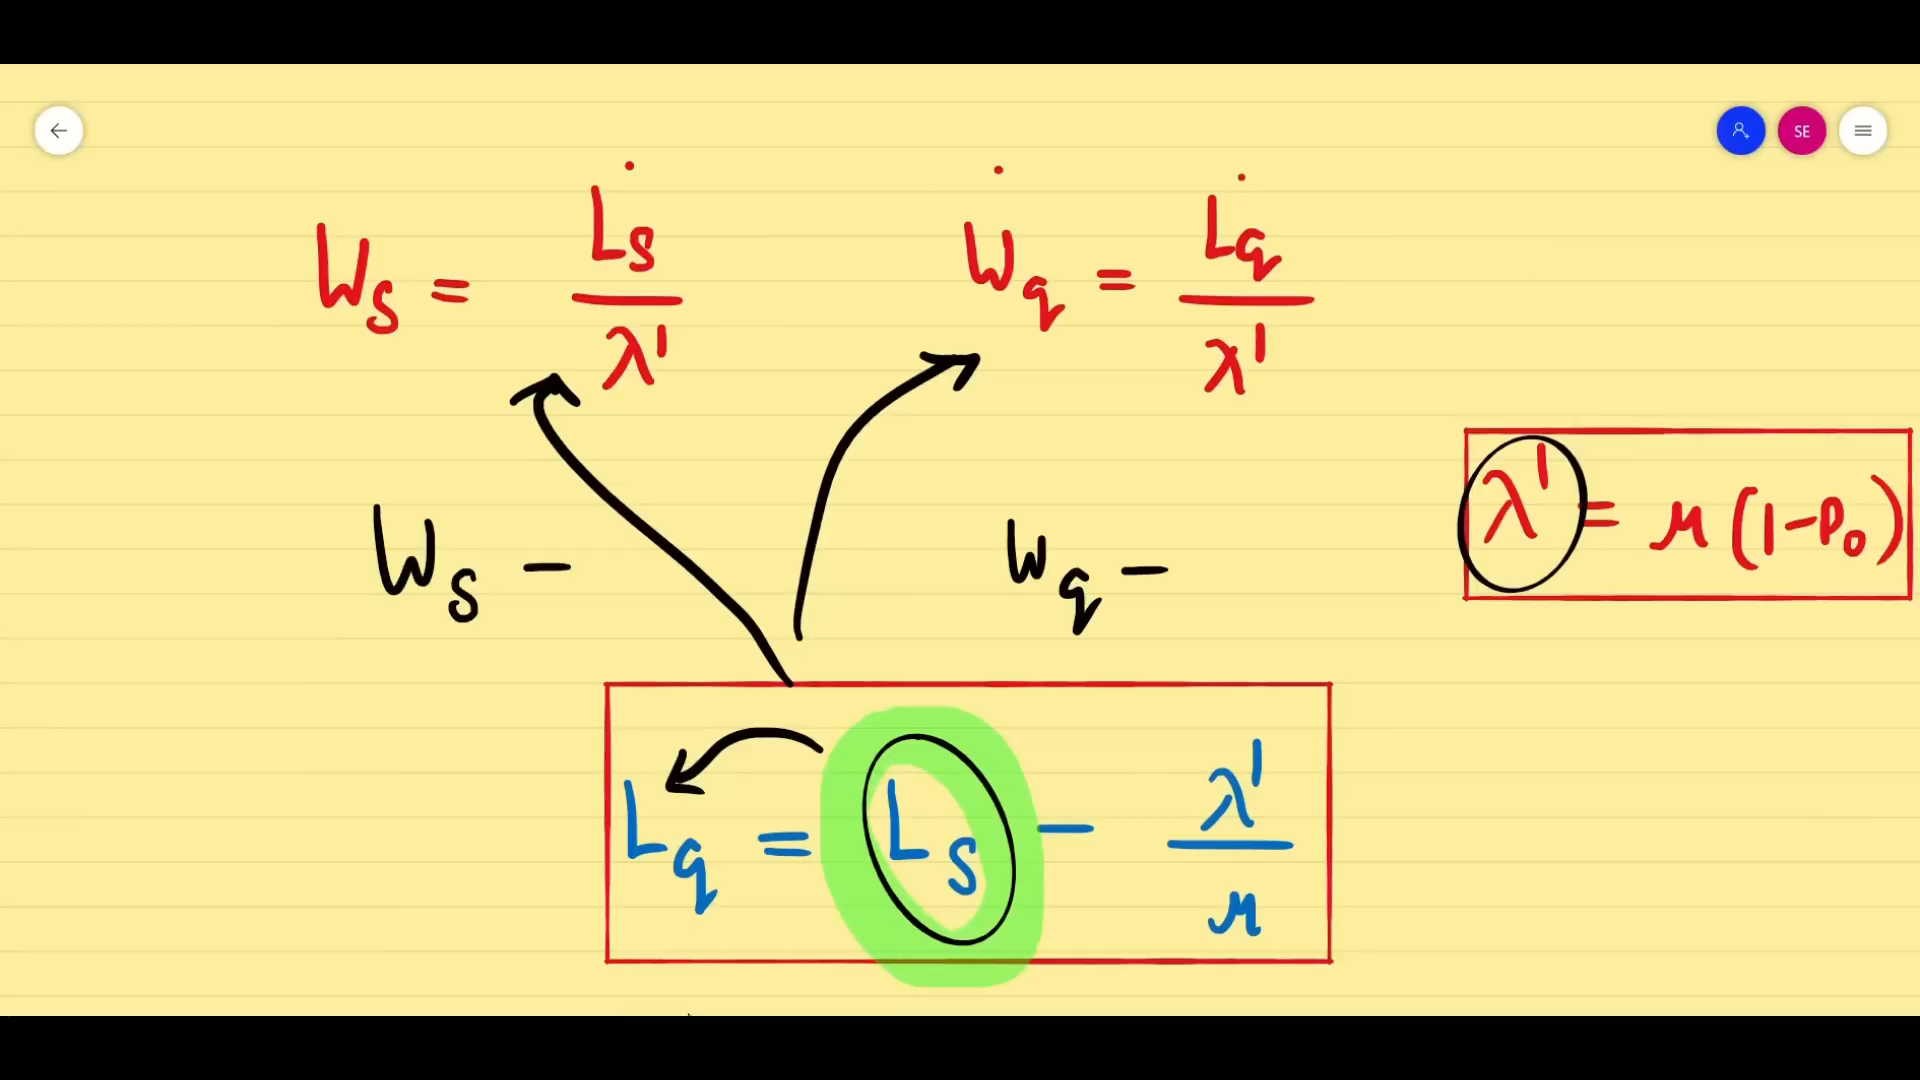 SE
Ws = Ls / λ'
Wq = Lq / λ'
λ' = μ (1-P0)
Ws -
Wq -
Lq = Ls - λ' / μ